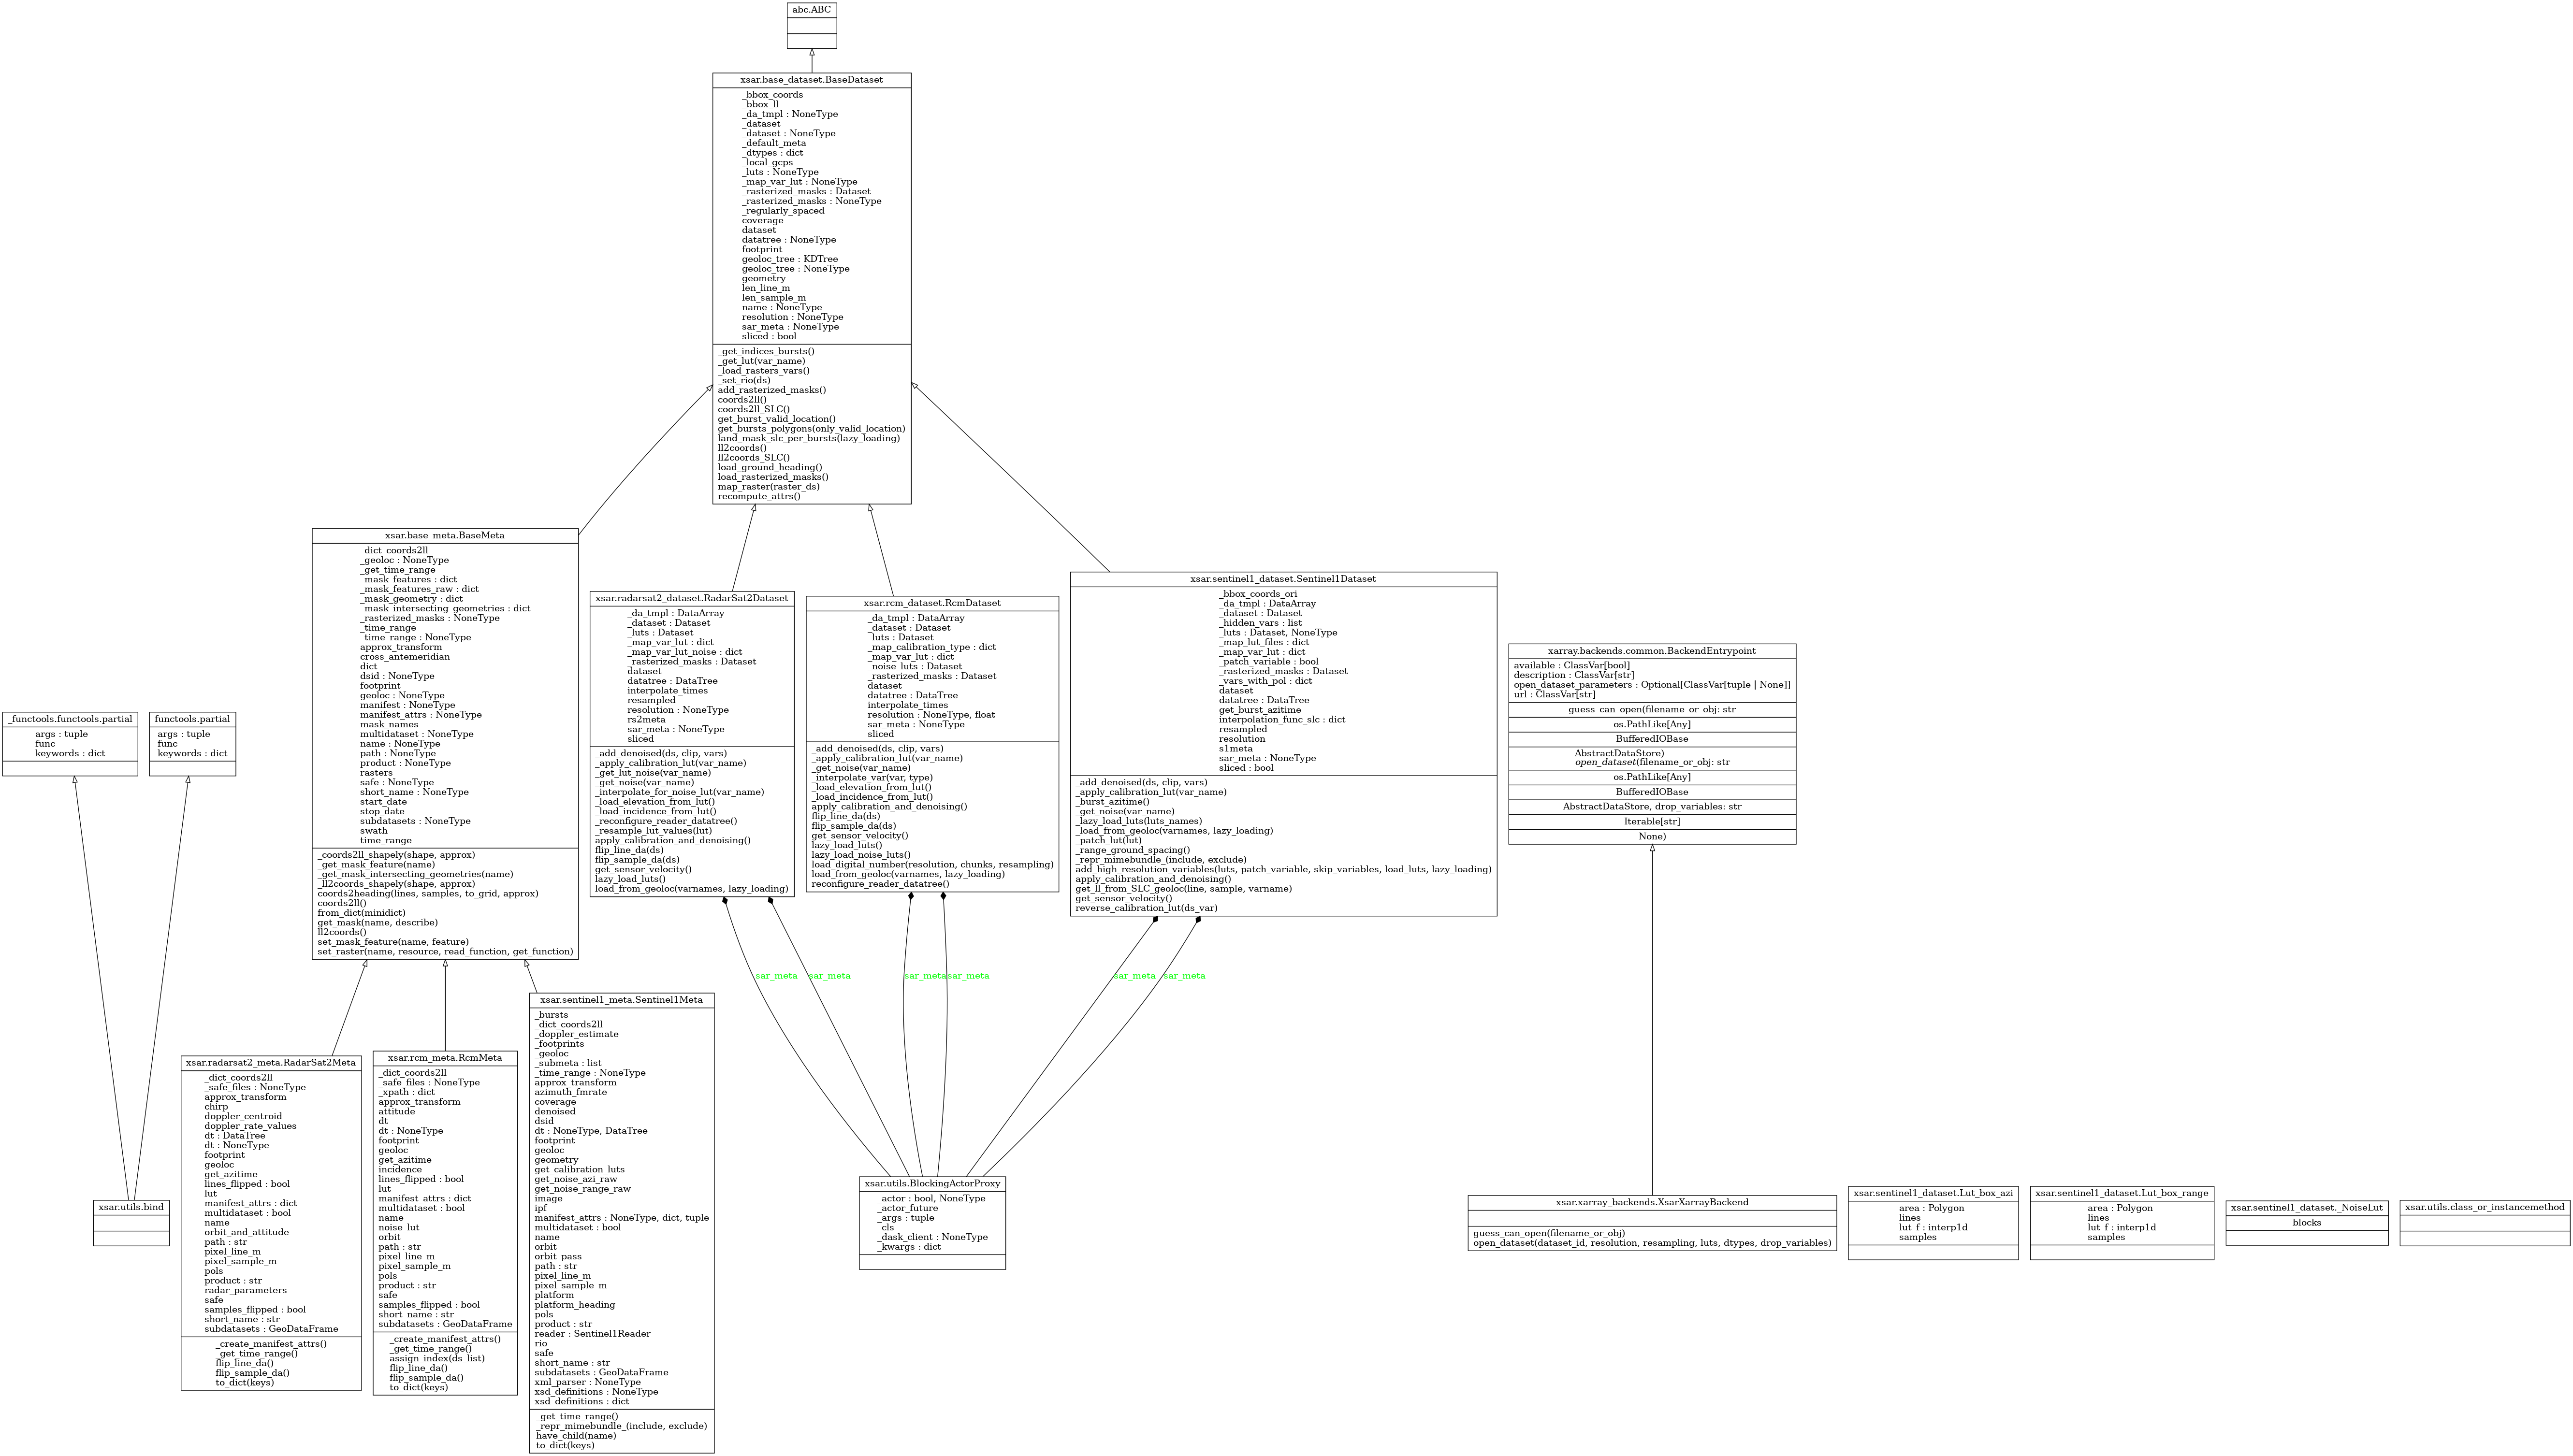 abc.ABC
xsar.base_dataset.BaseDataset
_bbox_coords
_bbox_ll
_da_tmpl : NoneType
_dataset
_dataset : NoneType
_default_meta
_dtypes : dict
_local_gcps
_luts : NoneType
_map_var_lut : NoneType
_rasterized_masks : Dataset
_rasterized_masks : NoneType
_regularly_spaced
coverage
dataset
datatree : NoneType
footprint
geoloc_tree : KDTree
geoloc_tree : NoneType
geometry
len_line_m
len_sample_m
name : NoneType
resolution : NoneType
sar_meta : NoneType
sliced : bool
_get_indices_bursts()
_get_lut(var_name)
_load_rasters_vars()
_set_rio(ds)
add_rasterized_masks()
coords2ll()
coords2ll_SLC()
get_burst_valid_location()
get_bursts_polygons(only_valid_location)
land_mask_slc_per_bursts(lazy_loading)
ll2coords()
ll2coords_SLC()
load_ground_heading()
load_rasterized_masks()
map_raster(raster_ds)
recompute_attrs()
xsar.base_meta.BaseMeta
_dict_coords2ll
_geoloc : NoneType
_get_time_range
_mask_features : dict
_mask_features_raw : dict
_mask_geometry : dict
_mask_intersecting_geometries : dict
_rasterized_masks : NoneType
_time_range
_time_range : NoneType
approx_transform
cross_antemeridian
dict
dsid : NoneType
footprint
geoloc : NoneType
manifest : NoneType
manifest_attrs : NoneType
mask_names
multidataset : NoneType
name : NoneType
path : NoneType
product : NoneType
rasters
safe : NoneType
short_name : NoneType
start_date
stop_date
subdatasets : NoneType
swath
time_range
_coords2ll_shapely(shape, approx)
_get_mask_feature(name)
_get_mask_intersecting_geometries(name)
_ll2coords_shapely(shape, approx)
coords2heading(lines, samples, to_grid, approx)
coords2ll()
from_dict(minidict)
get_mask(name, describe)
ll2coords()
set_mask_feature(name, feature)
set_raster(name, resource, read_function, get_function)
xsar.radarsat2_dataset.RadarSat2Dataset
_da_tmpl : DataArray
_dataset : Dataset
_luts : Dataset
_map_var_lut : dict
_map_var_lut_noise : dict
_rasterized_masks : Dataset
dataset
datatree : DataTree
interpolate_times
resampled
resolution : NoneType
rs2meta
sar_meta : NoneType
sliced
_add_denoised(ds, clip, vars)
_apply_calibration_lut(var_name)
_get_lut_noise(var_name)
_get_noise(var_name)
_interpolate_for_noise_lut(var_name)
_load_elevation_from_lut()
_load_incidence_from_lut()
_reconfigure_reader_datatree()
_resample_lut_values(lut)
apply_calibration_and_denoising()
flip_line_da(ds)
flip_sample_da(ds)
get_sensor_velocity()
lazy_load_luts()
load_from_geoloc(varnames, lazy_loading)
xsar.rcm_dataset.RcmDataset
_da_tmpl : DataArray
_dataset : Dataset
_luts : Dataset
_map_calibration_type : dict
_map_var_lut : dict
_noise_luts : Dataset
_rasterized_masks : Dataset
dataset
datatree : DataTree
interpolate_times
resolution : NoneType, float
sar_meta : NoneType
sliced
_add_denoised(ds, clip, vars)
_apply_calibration_lut(var_name)
_get_noise(var_name)
_interpolate_var(var, type)
_load_elevation_from_lut()
_load_incidence_from_lut()
apply_calibration_and_denoising()
flip_line_da(ds)
flip_sample_da(ds)
get_sensor_velocity()
lazy_load_luts()
lazy_load_noise_luts()
load_digital_number(resolution, chunks, resampling)
load_from_geoloc(varnames, lazy_loading)
reconfigure_reader_datatree()
xsar.sentinel1_dataset.Sentinel1Dataset
_bbox_coords_ori
_da_tmpl : DataArray
_dataset : Dataset
_hidden_vars : list
_luts : Dataset, NoneType
_map_lut_files : dict
_map_var_lut : dict
_patch_variable : bool
_rasterized_masks : Dataset
_vars_with_pol : dict
dataset
datatree : DataTree
get_burst_azitime
interpolation_func_slc : dict
resampled
resolution
s1meta
sar_meta : NoneType
sliced : bool
_add_denoised(ds, clip, vars)
_apply_calibration_lut(var_name)
_burst_azitime()
_get_noise(var_name)
_lazy_load_luts(luts_names)
_load_from_geoloc(varnames, lazy_loading)
_patch_lut(lut)
_range_ground_spacing()
_repr_mimebundle_(include, exclude)
add_high_resolution_variables(luts, patch_variable, skip_variables, load_luts, lazy_loading)
apply_calibration_and_denoising()
get_ll_from_SLC_geoloc(line, sample, varname)
get_sensor_velocity()
reverse_calibration_lut(ds_var)
xarray.backends.common.BackendEntrypoint
available : ClassVar[bool]
description : ClassVar[str]
open_dataset_parameters : Optional[ClassVar[tuple | None]]
url : ClassVar[str]
guess_can_open(filename_or_obj: str
os.PathLike[Any]
BufferedIOBase
AbstractDataStore)
open_dataset(filename_or_obj: str
os.PathLike[Any]
BufferedIOBase
AbstractDataStore, drop_variables: str
Iterable[str]
None)
_functools.functools.partial
args : tuple
func
keywords : dict
functools.partial
args : tuple
func
keywords : dict
sar_meta
sar_meta
sar_meta
sar_meta
sar_meta
sar_meta
xsar.utils.bind
xsar.radarsat2_meta.RadarSat2Meta
_dict_coords2ll
_safe_files : NoneType
approx_transform
chirp
doppler_centroid
doppler_rate_values
dt : DataTree
dt : NoneType
footprint
geoloc
get_azitime
lines_flipped : bool
lut
manifest_attrs : dict
multidataset : bool
name
orbit_and_attitude
path : str
pixel_line_m
pixel_sample_m
pols
product : str
radar_parameters
safe
samples_flipped : bool
short_name : str
subdatasets : GeoDataFrame
_create_manifest_attrs()
_get_time_range()
flip_line_da()
flip_sample_da()
to_dict(keys)
xsar.rcm_meta.RcmMeta
_dict_coords2ll
_safe_files : NoneType
_xpath : dict
approx_transform
attitude
dt
dt : NoneType
footprint
geoloc
get_azitime
incidence
lines_flipped : bool
lut
manifest_attrs : dict
multidataset : bool
name
noise_lut
orbit
path : str
pixel_line_m
pixel_sample_m
pols
product : str
safe
samples_flipped : bool
short_name : str
subdatasets : GeoDataFrame
_create_manifest_attrs()
_get_time_range()
assign_index(ds_list)
flip_line_da()
flip_sample_da()
to_dict(keys)
xsar.sentinel1_meta.Sentinel1Meta
_bursts
_dict_coords2ll
_doppler_estimate
_footprints
_geoloc
_submeta : list
_time_range : NoneType
approx_transform
azimuth_fmrate
coverage
denoised
dsid
dt : NoneType, DataTree
footprint
geoloc
geometry
get_calibration_luts
get_noise_azi_raw
get_noise_range_raw
image
ipf
manifest_attrs : NoneType, dict, tuple
multidataset : bool
name
orbit
orbit_pass
path : str
pixel_line_m
pixel_sample_m
platform
platform_heading
pols
product : str
reader : Sentinel1Reader
rio
safe
short_name : str
subdatasets : GeoDataFrame
xml_parser : NoneType
xsd_definitions : NoneType
xsd_definitions : dict
_get_time_range()
_repr_mimebundle_(include, exclude)
have_child(name)
to_dict(keys)
xsar.utils.BlockingActorProxy
_actor : bool, NoneType
_actor_future
_args : tuple
_cls
_dask_client : NoneType
_kwargs : dict
xsar.xarray_backends.XsarXarrayBackend
guess_can_open(filename_or_obj)
open_dataset(dataset_id, resolution, resampling, luts, dtypes, drop_variables)
xsar.sentinel1_dataset.Lut_box_azi
area : Polygon
lines
lut_f : interp1d
samples
xsar.sentinel1_dataset.Lut_box_range
area : Polygon
lines
lut_f : interp1d
samples
xsar.sentinel1_dataset._NoiseLut
blocks
xsar.utils.class_or_instancemethod